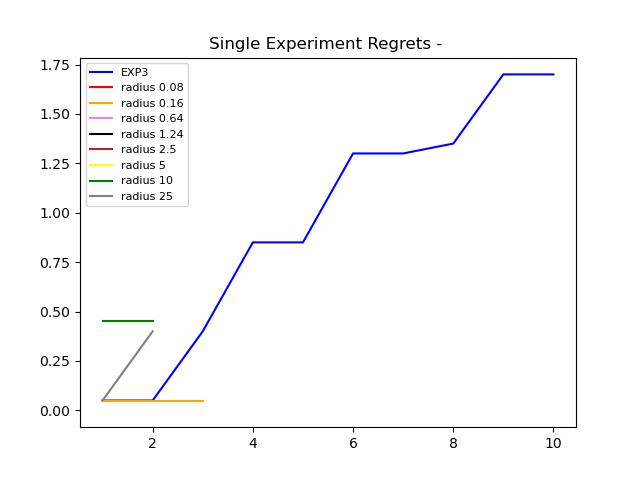 Single Experiment Regrets -
EXP3
radius 0.08
radius 0.16
radius 0.64
radius 1.24
radius 2.5
radius 5
radius 10
radius 25
1.75
1.50
1.25
1.00
0.75
0.50
0.25
0.00
2 4 6 8 10